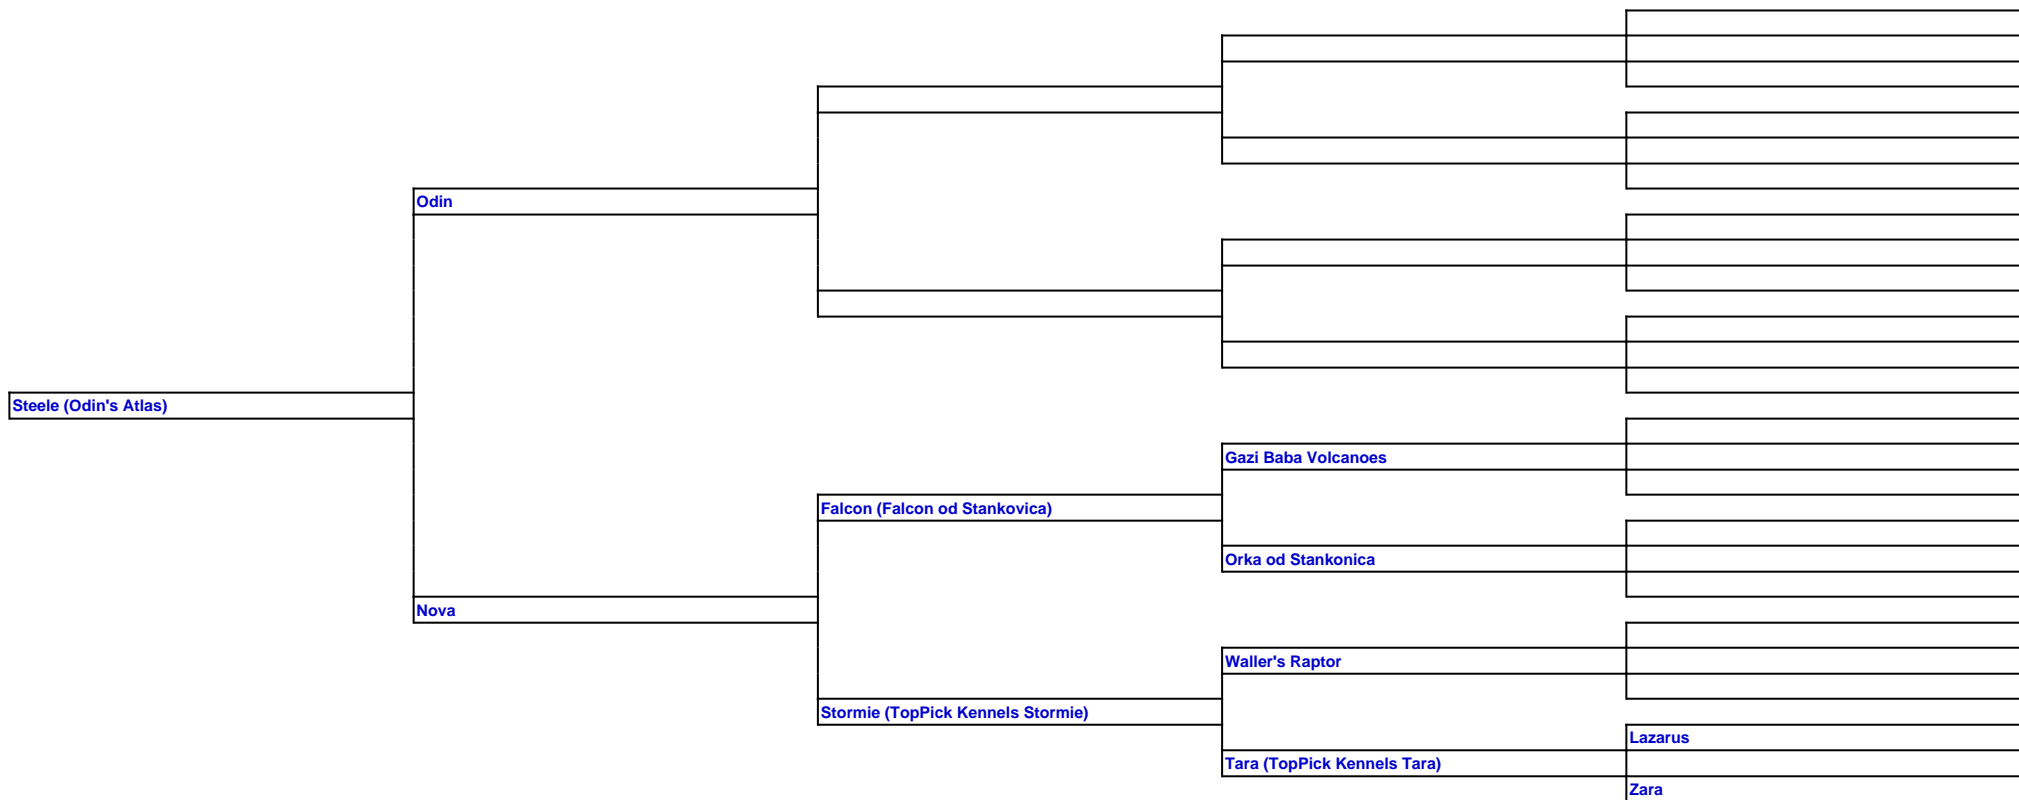 Odin
Steele (Odin's Atlas)
Gazi Baba Volcanoes
Falcon (Falcon od Stankovica)
Orka od Stankonica
Nova
Waller's Raptor
Stormie (TopPick Kennels Stormie)
Lazarus
Tara (TopPick Kennels Tara)
Zara